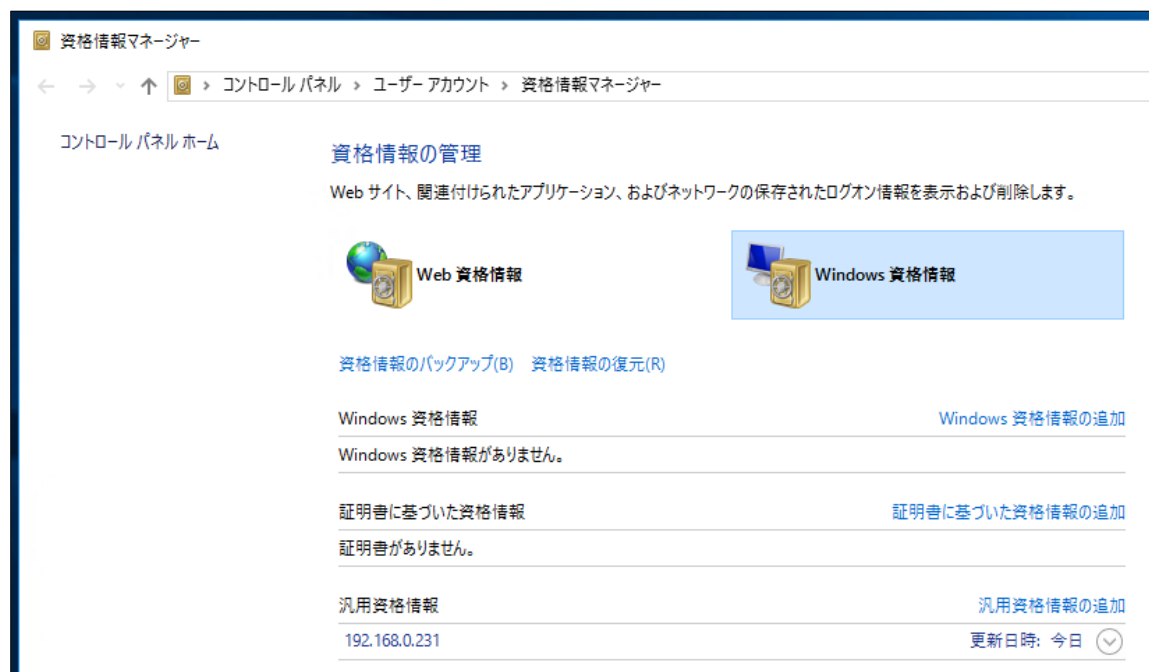 資格情報マネージャー
コントロール パネル › ユーザー アカウント › 資格情報マネージャー
コントロール パネル ホーム
資格情報の管理
Web サイト、関連付けられたアプリケーション、およびネットワークの保存されたログオン情報を表示および削除します。
Web 資格情報
Windows 資格情報
資格情報のバックアップ(B) 資格情報の復元(R)
Windows 資格情報 Windows 資格情報の追加
Windows 資格情報がありません。
証明書に基づいた資格情報 証明書に基づいた資格情報の追加
証明書がありません。
汎用資格情報 汎用資格情報の追加
192.168.0.231 更新日時: 今日